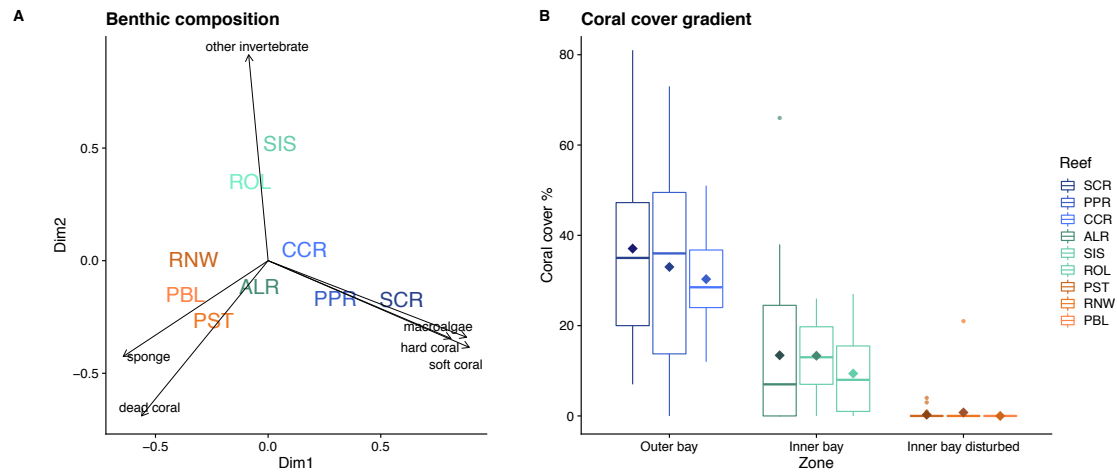 A
Benthic composition
other invertebrate
SIS
ROL
CCR
RNW
ALR
PBL
PPR
SCR
PST
macroalgae
hard coral
soft coral
sponge
dead coral
0.5
0.0
−0.5
Dim2
−0.5
0.0
0.5
Dim1
B
Coral cover gradient
80
60
40
20
0
Coral cover %
Outer bay
Inner bay
Inner bay disturbed
Zone
Reef
SCR
PPR
CCR
ALR
SIS
ROL
PST
RNW
PBL